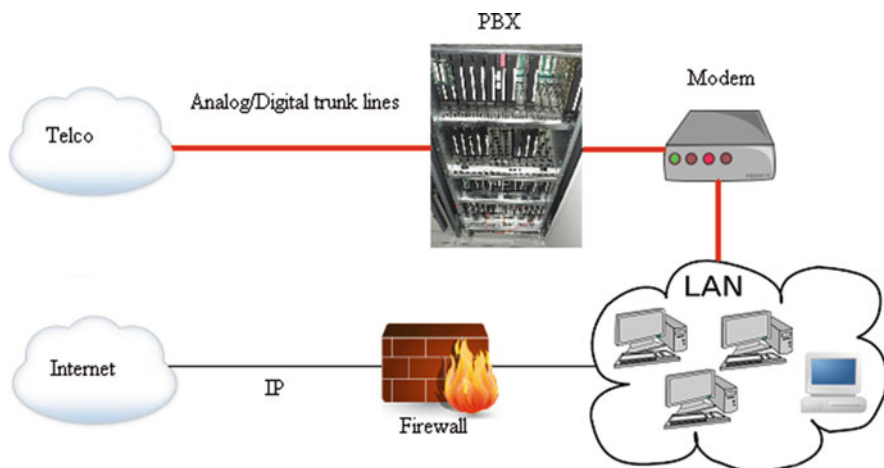 PBX
Modem
Analog/Digital trunk lines
Telco
LAN
Internet
IP
Firewall